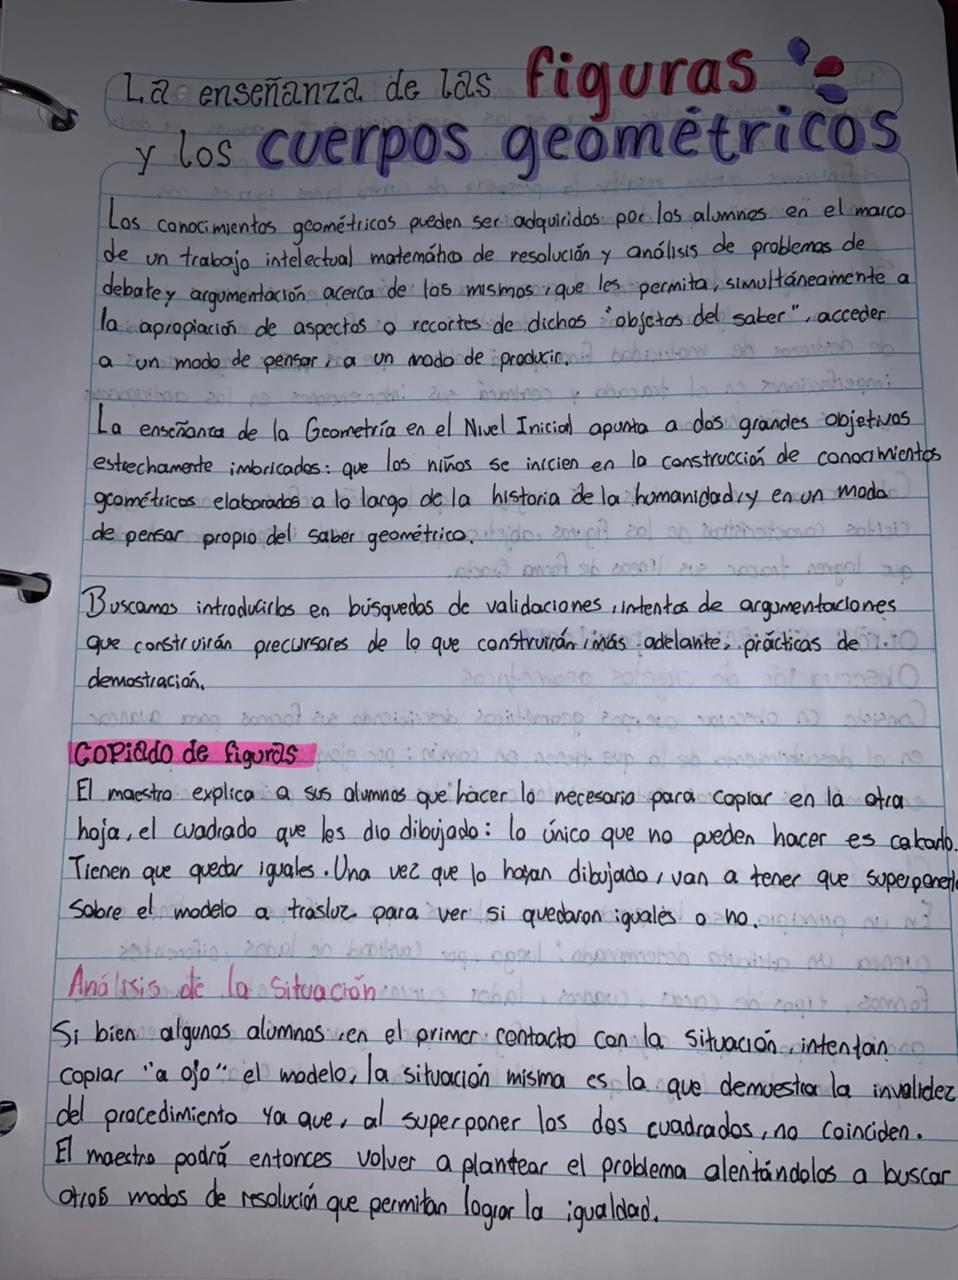 La enseñanza de las figuras
y los cuerpos geométricos
Los conocimientos geométricos pueden ser adquiridos por los alumnos en el marco
de un trabajo intelectual matemático de resolución y análisis de problemas de
debate y argumentación acerca de los mismos, que les permita, simultáneamente a
la apropiación de aspectos o recortes de dichos "objetos del saber", acceder
a un modo de pensar, a un modo de producir.
La enseñanza de la Geometría en el Nivel Inicial apunta a dos grandes objetivos
estrechamente imbricados: que los niños se inicien en la construcción de conocimientos
geométricos elaborados a lo largo de la historia de la humanidad, y en un modo
de pensar propio del saber geométrico.
Buscamos introducirlos en búsquedas de validaciones, intentos de argumentaciones
que construirán precursores de lo que construirán, más adelante, prácticas de
demostración.
Copiado de figuras
El maestro explica a sus alumnos que hacer lo necesario para copiar en la otra
hoja, el cuadrado que les dio dibujado: lo único que no pueden hacer es calcarlo.
Tienen que quedar iguales. Una vez que lo hayan dibujado, van a tener que superponerlo
sobre el modelo a trasluz para ver si quedaron iguales o no.
Análisis de la situación
Si bien algunos alumnos, en el primer contacto con la situación, intentan
copiar "a ojo" el modelo, la situación misma es la que demuestra la invalidez
del procedimiento ya que, al superponer los dos cuadrados, no coinciden.
El maestro podrá entonces volver a plantear el problema alentándolos a buscar
otros modos de resolución que permitan lograr la igualdad.